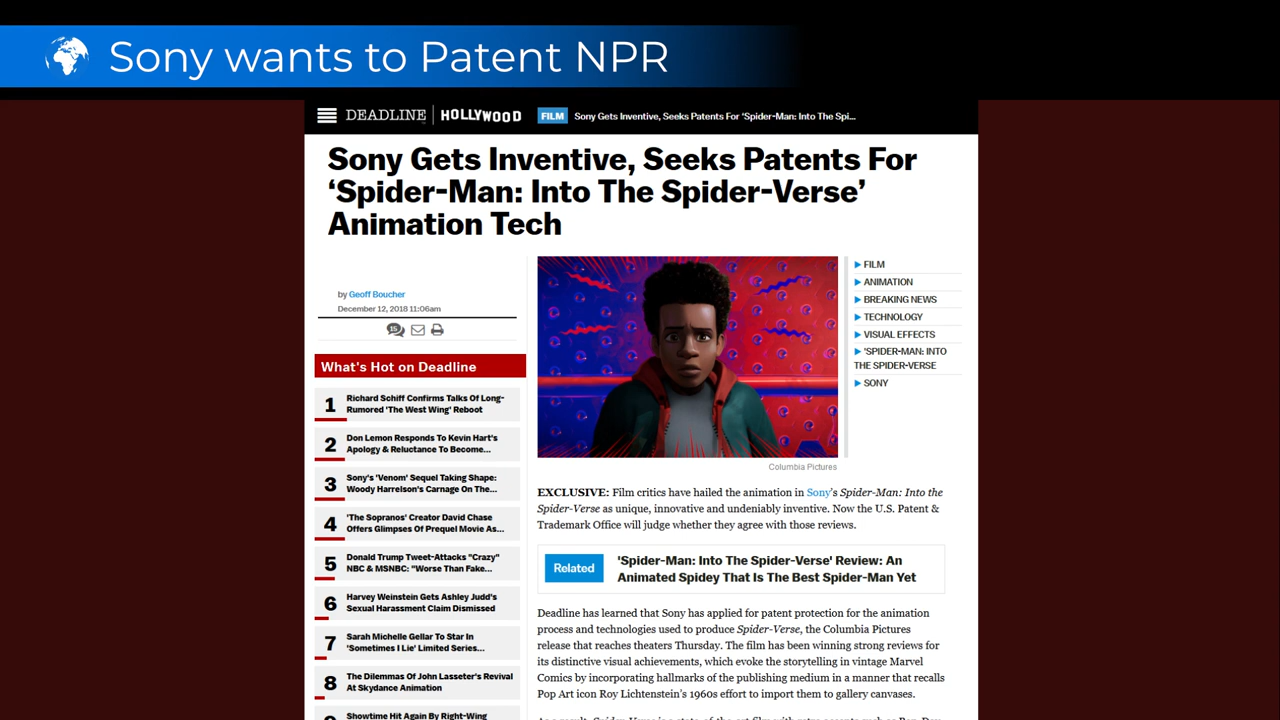 Sony wants to Patent NPR
DEADLINE | HOLLYWOOD FILM Sony Gets Inventive, Seeks Patents For 'Spider-Man: Into The Spi...
Sony Gets Inventive, Seeks Patents For
‘Spider-Man: Into The Spider-Verse’
Animation Tech
by Geoff Boucher
December 12, 2018 11:06am
15
What's Hot on Deadline
1 Richard Schiff Confirms Talks Of Long-
Rumored 'The West Wing' Reboot
2 Don Lemon Responds To Kevin Hart's
Apology & Reluctance To Become...
3 Sony's 'Venom' Sequel Taking Shape:
Woody Harrelson's Carnage On The...
4 'The Sopranos' Creator David Chase
Offers Glimpses Of Prequel Movie As...
5 Donald Trump Tweet-Attacks "Crazy"
NBC & MSNBC: "Worse Than Fake...
6 Harvey Weinstein Gets Ashley Judd's
Sexual Harassment Claim Dismissed
7 Sarah Michelle Gellar To Star In
'Sometimes I Lie' Limited Series...
8 The Dilemmas Of John Lasseter's Revival
At Skydance Animation
Showtime Hit Again By Right-Wing
Columbia Pictures
EXCLUSIVE: Film critics have hailed the animation in Sony's Spider-Man: Into the
Spider-Verse as unique, innovative and undeniably inventive. Now the U.S. Patent &
Trademark Office will judge whether they agree with those reviews.
Related
'Spider-Man: Into The Spider-Verse' Review: An
Animated Spidey That Is The Best Spider-Man Yet
Deadline has learned that Sony has applied for patent protection for the animation
process and technologies used to produce Spider-Verse, the Columbia Pictures
release that reaches theaters Thursday. The film has been winning strong reviews for
its distinctive visual achievements, which evoke the storytelling in vintage Marvel
Comics by incorporating hallmarks of the publishing medium in a manner that recalls
Pop Art icon Roy Lichtenstein's 1960s effort to import them to gallery canvases.
FILM
ANIMATION
BREAKING NEWS
TECHNOLOGY
VISUAL EFFECTS
'SPIDER-MAN: INTO
THE SPIDER-VERSE
SONY